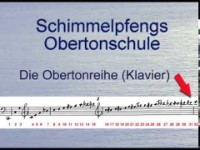 Schimmelpfengs
Obertonschule
Die Obertonreihe (Klavier)